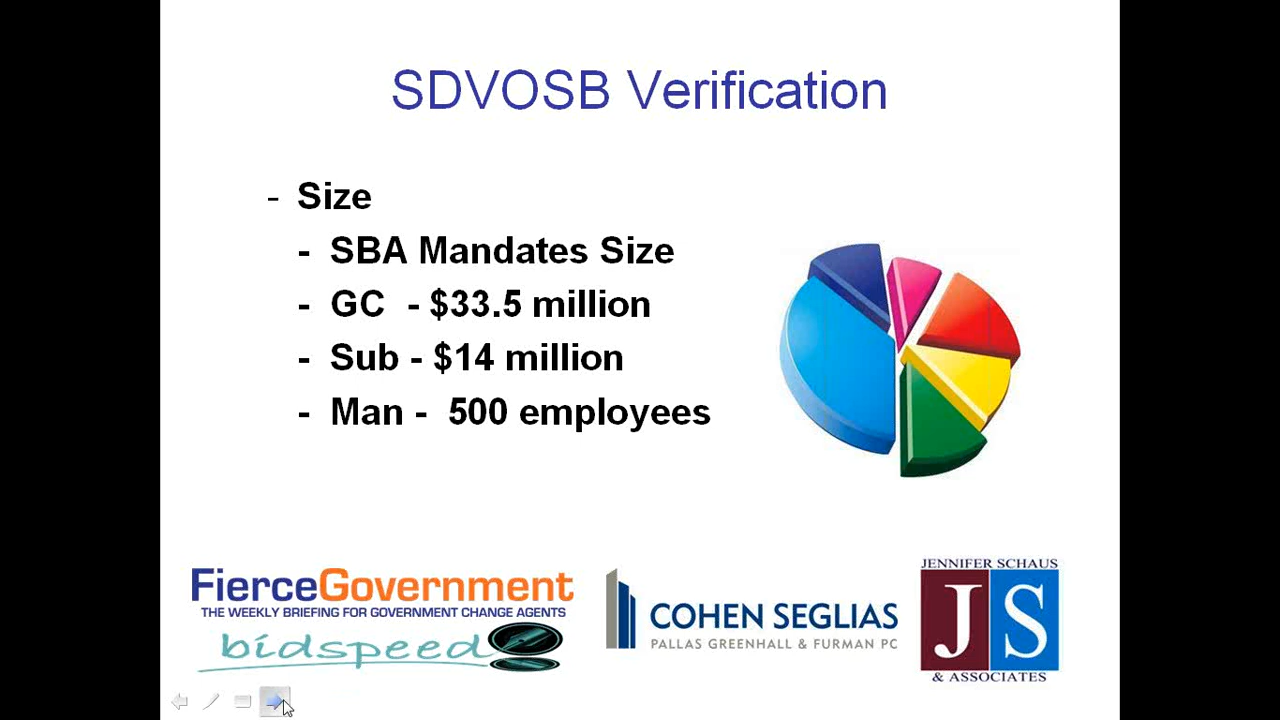 SDVOSB Verification
- Size
- SBA Mandates Size
- GC - $33.5 million
- Sub - $14 million
- Man - 500 employees
FierceGovernment
THE WEEKLY BRIEFING FOR GOVERNMENT CHANGE AGENTS
bidspeed
COHEN SEGLIAS
PALLAS GREENHALL & FURMAN PC
JENNIFER SCHAUS
JS
& ASSOCIATES